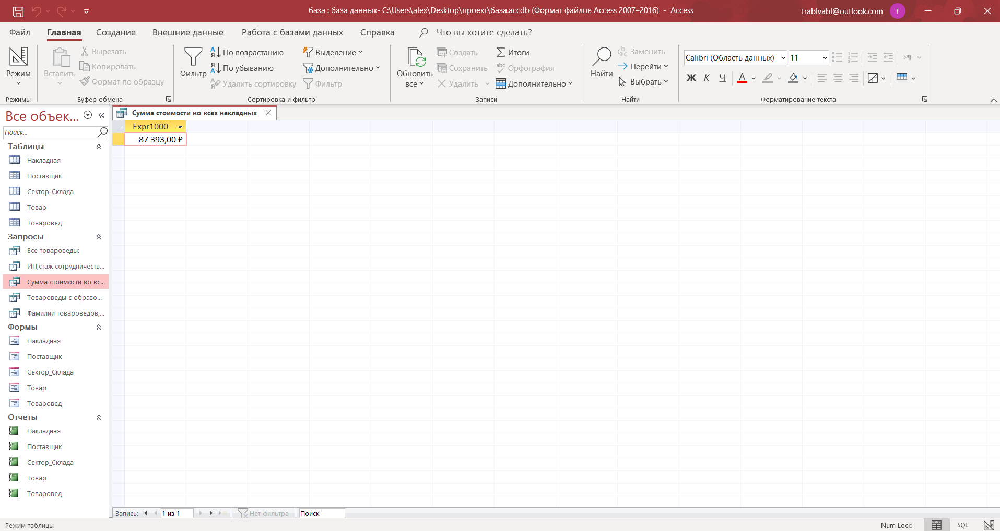 база : база данных- C:\Users\alex\Desktop\проект\база.accdb (Формат файлов Access 2007–2016) - Access
trablvabl@outlook.com
T
Файл Главная Создание Внешние данные Работа с базами данных Справка Что вы хотите сделать?
Режим
Режимы
Вставить
Вырезать
Копировать
Формат по образцу
Буфер обмена
Фильтр
По возрастанию
По убыванию
Удалить сортировку
Выделение
Дополнительно
Фильтр
Сортировка и фильтр
Обновить
все
Создать
Сохранить
Удалить
Итоги
Орфография
Дополнительно
Записи
Найти
Заменить
Перейти
Выбрать
Найти
Calibri (Область данных) 11
Ж К Ч А
Форматирование текста
Все объек...
Поиск...
Таблицы
Накладная
Поставщик
Сектор_Склада
Товар
Товаровед
Запросы
Все товароведы:
ИП,стаж сотрудничеств...
Сумма стоимости во вс...
Товароведы с образо...
Фамилии товароведов,...
Формы
Накладная
Поставщик
Сектор_Склада
Товар
Товаровед
Отчеты
Накладная
Поставщик
Сектор_Склада
Товар
Товаровед
Сумма стоимости во всех накладных
Expr1000
87 393,00 ₽
Запись: 1 из 1 Нет фильтра Поиск
Режим таблицы
Num Lock SQL